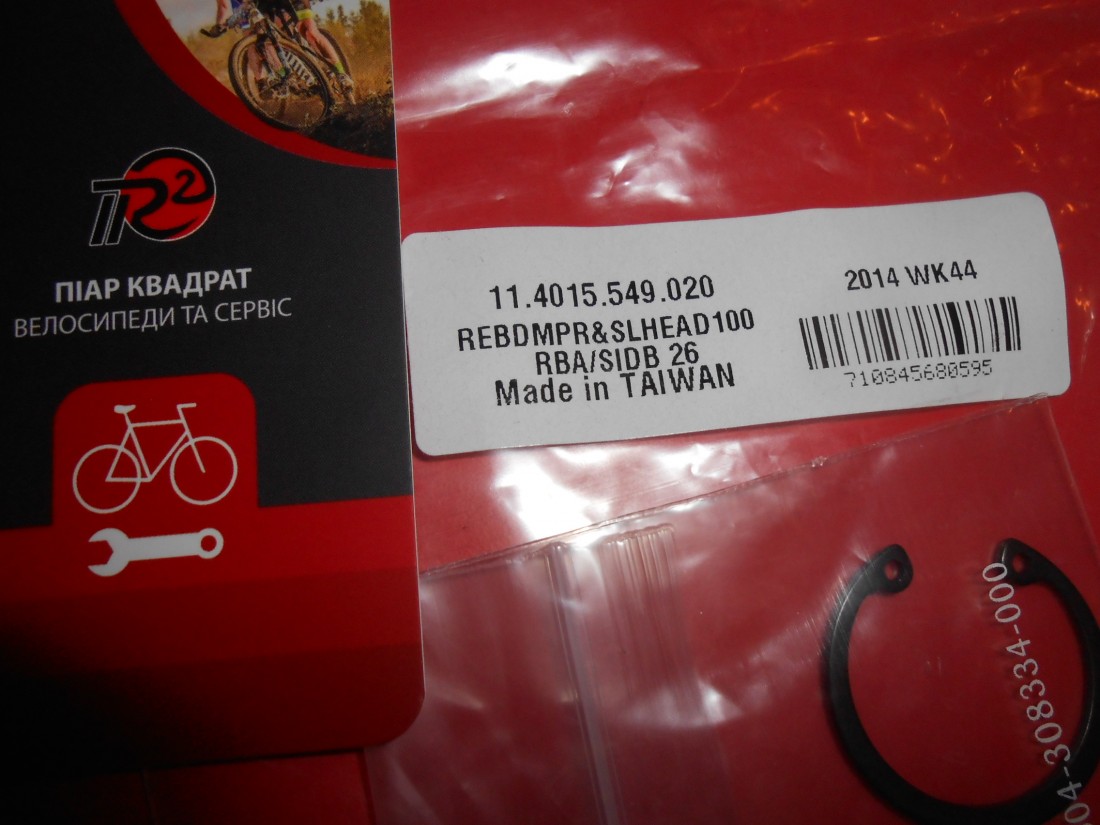 ПР2
ПІАР КВАДРАТ
ВЕЛОСИПЕДИ ТА СЕРВІС
11.4015.549.020
REBDMPR&SLHEAD100
RBA/SIDB 26
Made in TAIWAN
2014 WK44
710845680595
04-308334-000